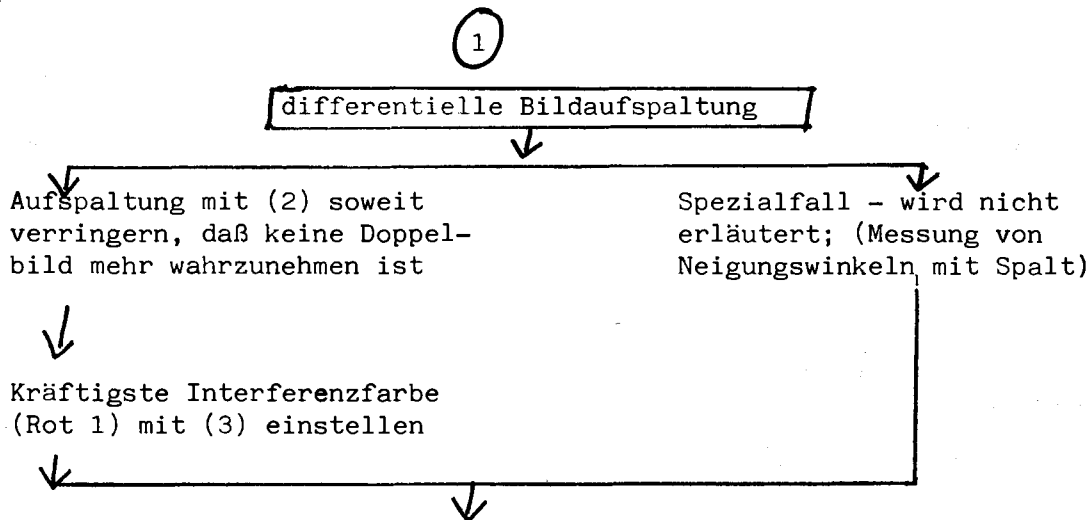 1
differentielle Bildaufspaltung
Aufspaltung mit (2) soweit
verringern, daß keine Doppel-
bild mehr wahrzunehmen ist
Spezialfall - wird nicht
erläutert; (Messung von
Neigungswinkeln mit Spalt)
Kräftigste Interferenzfarbe
(Rot 1) mit (3) einstellen